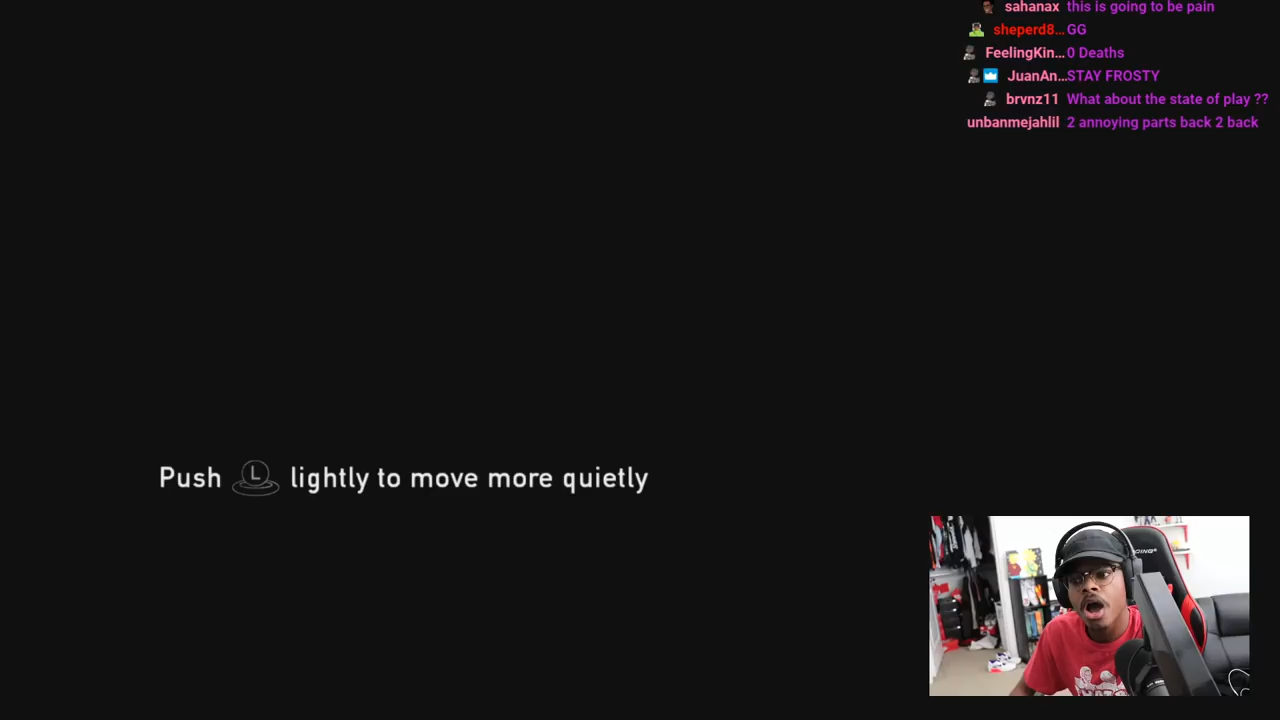 sahanax this is going to be pain
sheperd8... GG
FeelingKin... 0 Deaths
JuanAn... STAY FROSTY
brvnz11 What about the state of play ??
unbanmejahlil 2 annoying parts back 2 back
Push L lightly to move more quietly